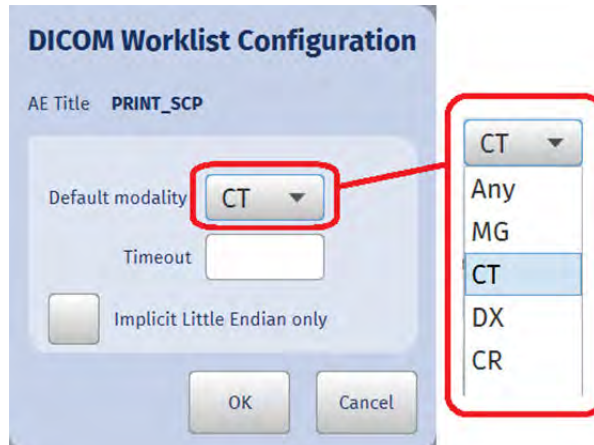 DICOM Worklist Configuration
AE Title PRINT_SCP
Default modality CT
Timeout
Implicit Little Endian only
OK Cancel
CT
Any
MG
CT
DX
CR